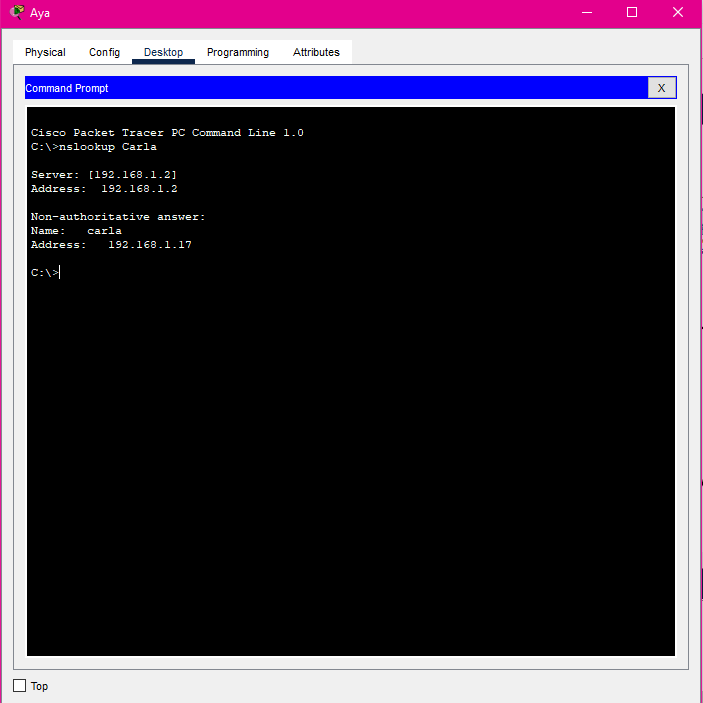 Aya
Physical Config Desktop Programming Attributes
Command Prompt
X
Cisco Packet Tracer PC Command Line 1.0
C:\>nslookup Carla
Server: [192.168.1.2]
Address:  192.168.1.2
Non-authoritative answer:
Name:   carla
Address:   192.168.1.17
C:\>
Top